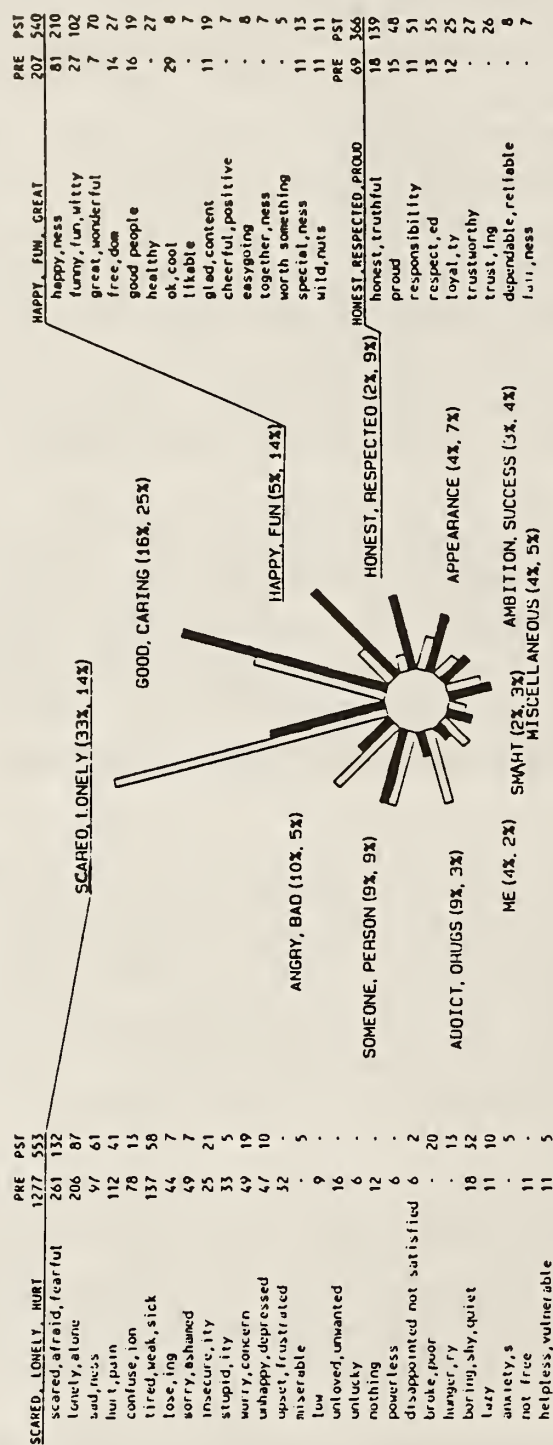 PRE PST
SCARED, LONELY, HURT 1277 553
scared,afraid,fearful 261 132
lonely,alone 206 87
sad,ness 97 61
hurt,pain 112 41
confuse,ion 78 13
tired,weak,sick 137 58
lose,ing 44 7
sorry,ashamed 49 7
insecure,ity 25 21
stupid,ity 33 5
worry,concern 49 19
unhappy,depressed 47 10
upset,frustrated 32 -
miserable - 5
low 9 -
unloved,unwanted 16 -
unlucky 6 -
nothing 12 -
powerless 6 -
disappointed not satisfied 6 2
broke,poor - 20
hunger,ry - 13
boring,shy,quiet 18 32
lazy 11 10
anxiety,s - 5
not free 11 -
helpless,vulnerable 11 5
SCARED, LONELY (33%, 14%)
GOOD, CARING (16%, 25%)
ANGRY, BAD (10%, 5%)
HAPPY, FUN (5%, 14%)
SOMEONE, PERSON (9%, 9%)
HONEST, RESPECTED (2%, 9%)
ADDICT, DRUGS (9%, 3%)
APPEARANCE (4%, 7%)
ME (4%, 2%)
SMART (2%, 3%)
AMBITION, SUCCESS (3%, 4%)
MISCELLANEOUS (4%, 5%)
PRE PST
HAPPY, FUN, GREAT 207 540
happy,ness 81 210
funny,fun,witty 27 102
great,wonderful 7 70
free,dom 14 27
good people 16 19
healthy - 27
ok,cool 29 8
likable - 7
glad,content 11 19
cheerful,positive - 7
easygoing - 8
together,ness - 7
worth something - 5
special,ness 11 13
wild,nuts 11 11
PRE PST
HONEST,RESPECTED,PROUD 69 366
honest,truthful 18 139
proud 15 48
responsibility 11 51
respect,ed 13 35
loyal,ty 12 25
trustworthy - 27
trust,ing - 26
dependable,reliable - 8
- 7